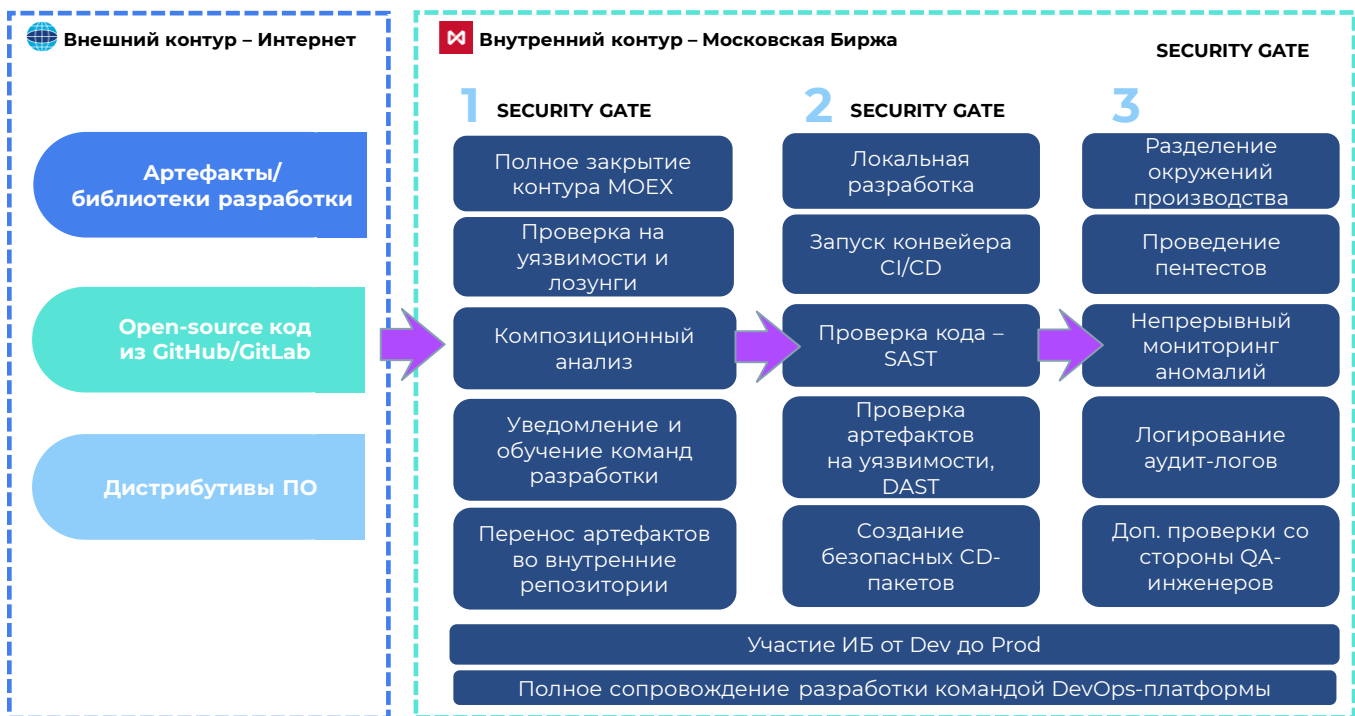 Внешний контур – Интернет
Артефакты/
библиотеки разработки
Open-source код
из GitHub/GitLab
Дистрибутивы ПО
Внутренний контур – Московская Биржа
1 SECURITY GATE
Полное закрытие
контура MOEX
Проверка на
уязвимости и
лозунги
Композиционный
анализ
Уведомление и
обучение команд
разработки
Перенос артефактов
во внутренние
репозитории
2 SECURITY GATE
Локальная
разработка
Запуск конвейера
CI/CD
Проверка кода –
SAST
Проверка
артефактов
на уязвимости,
DAST
Создание
безопасных CD-
пакетов
SECURITY GATE
3
Разделение
окружений
производства
Проведение
пентестов
Непрерывный
мониторинг
аномалий
Логирование
аудит-логов
Доп. проверки со
стороны QA-
инженеров
Участие ИБ от Dev до Prod
Полное сопровождение разработки командой DevOps-платформы